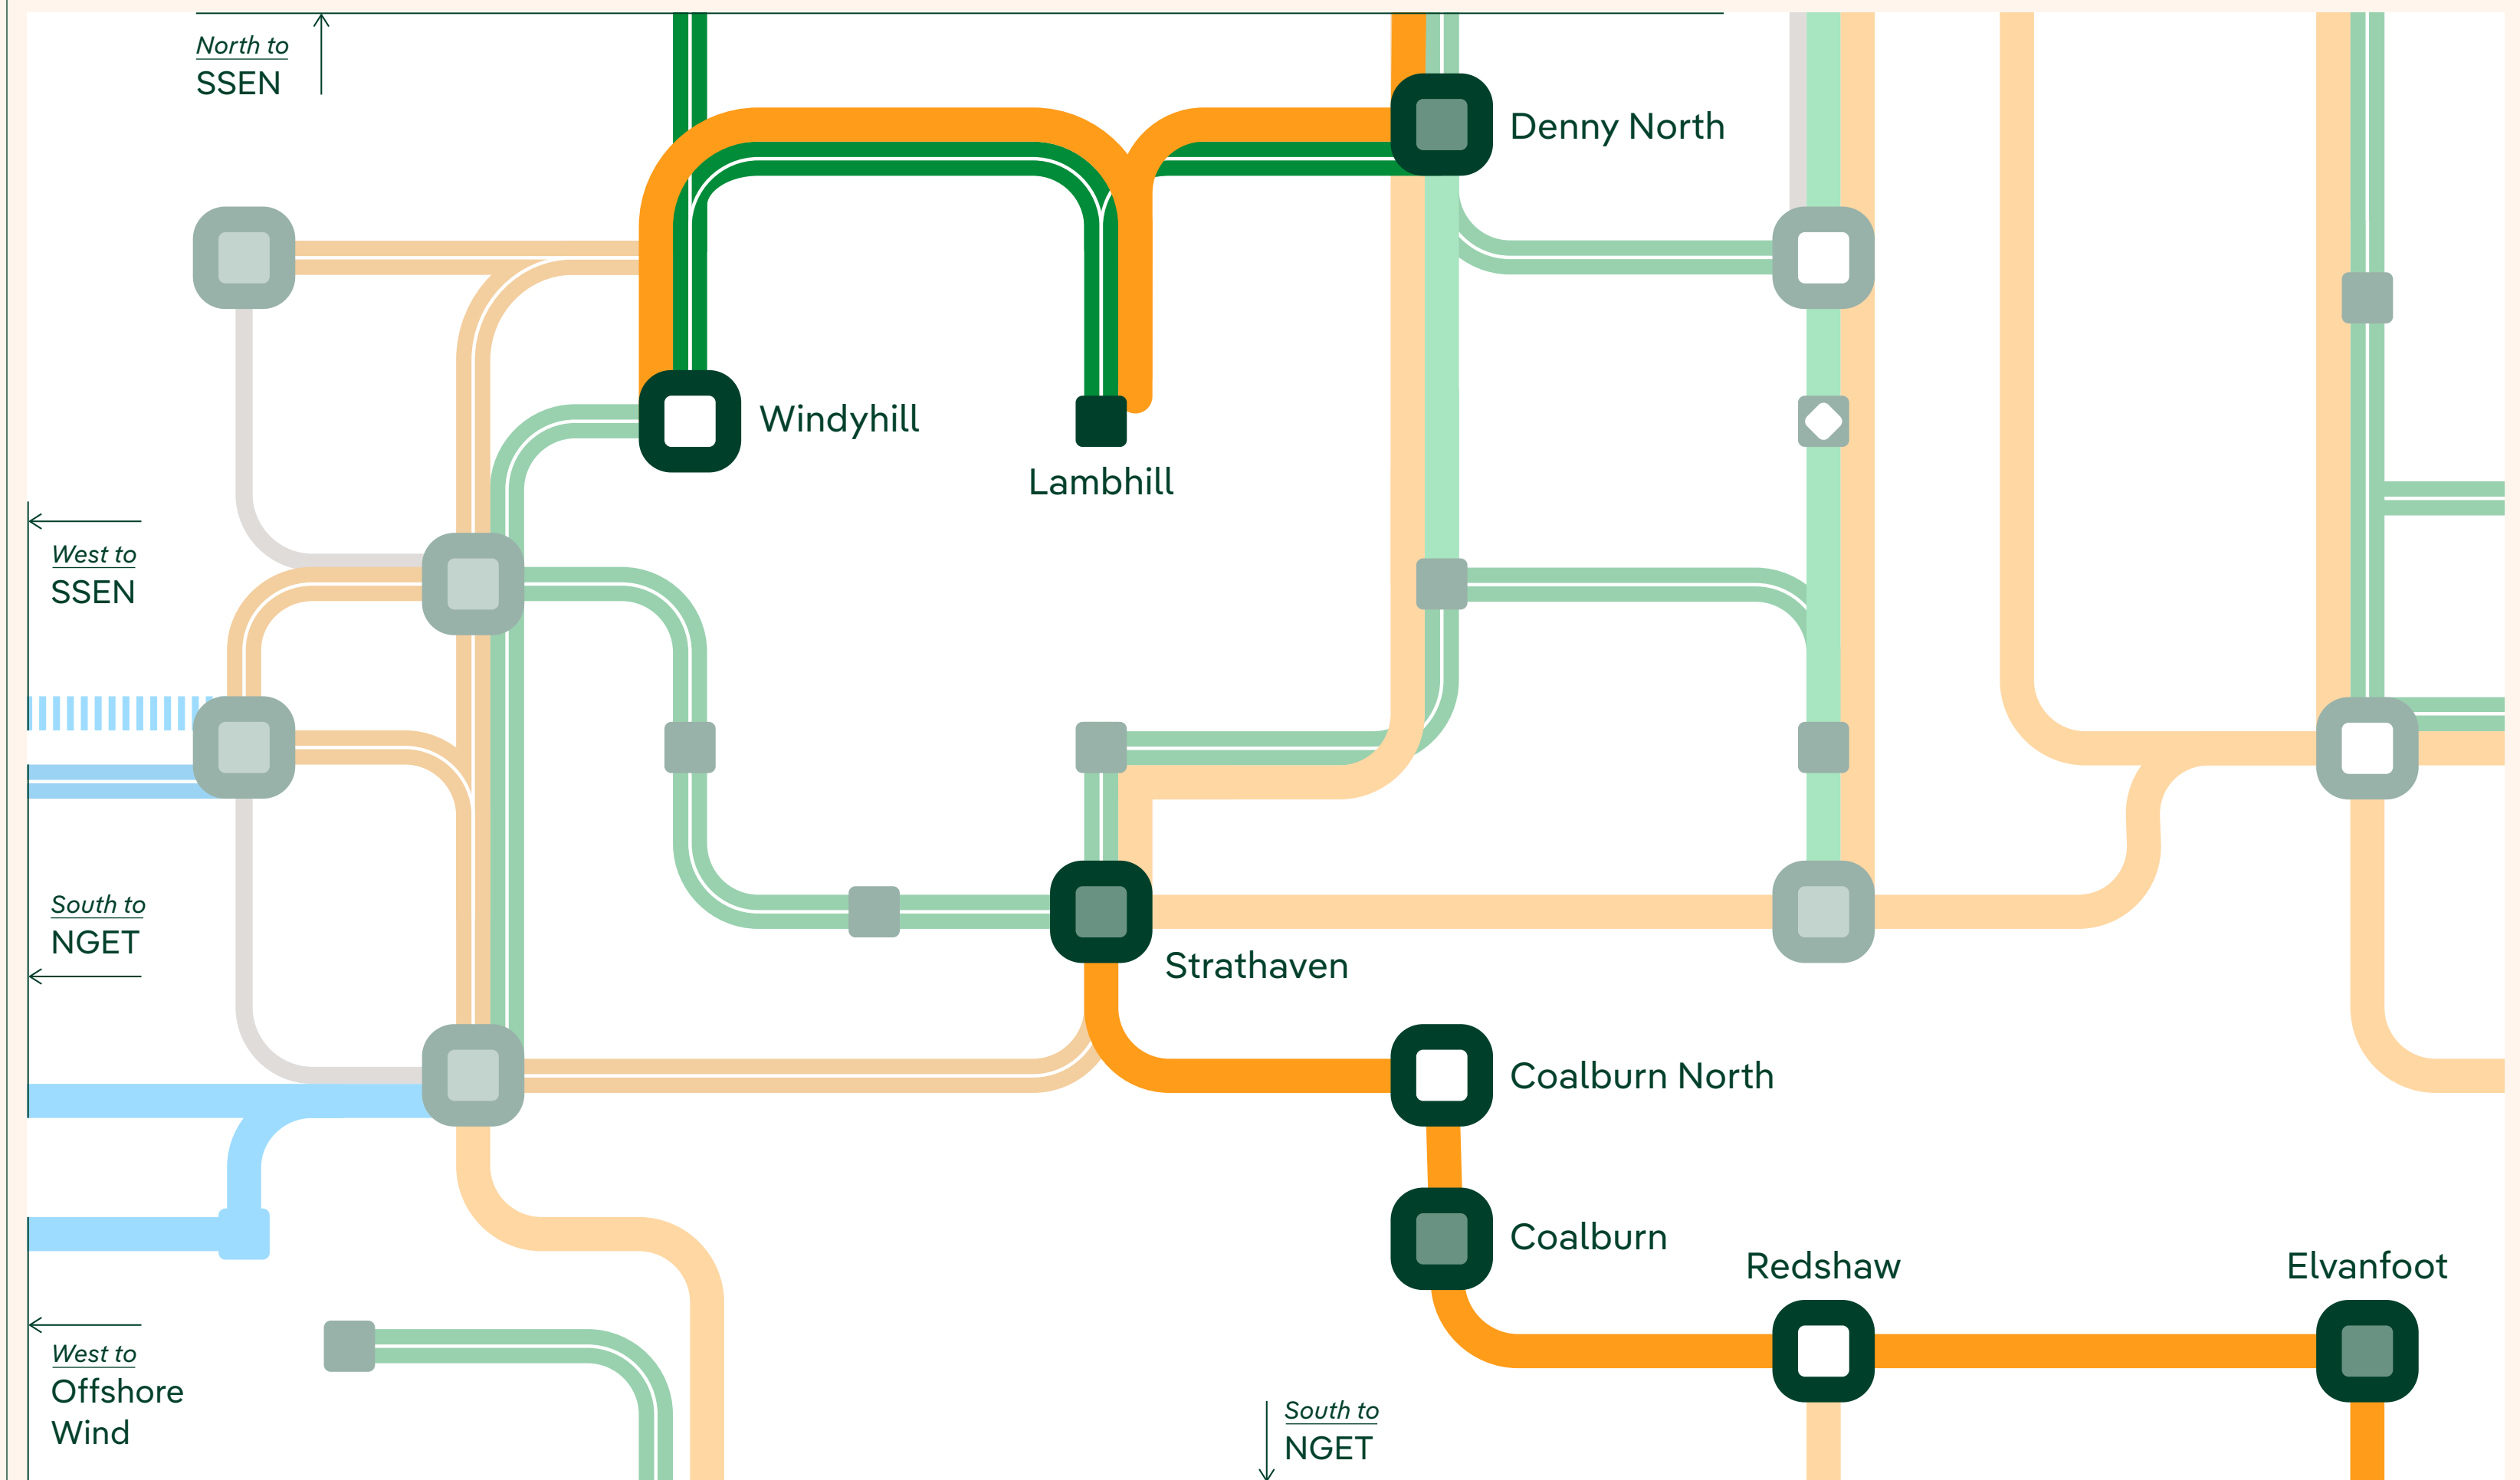 North to
SSEN
Denny North
Windyhill
Lambhill
West to
SSEN
South to
NGET
Strathaven
Coalburn North
Coalburn
Redshaw
Elvanfoot
West to
Offshore
Wind
South to
NGET